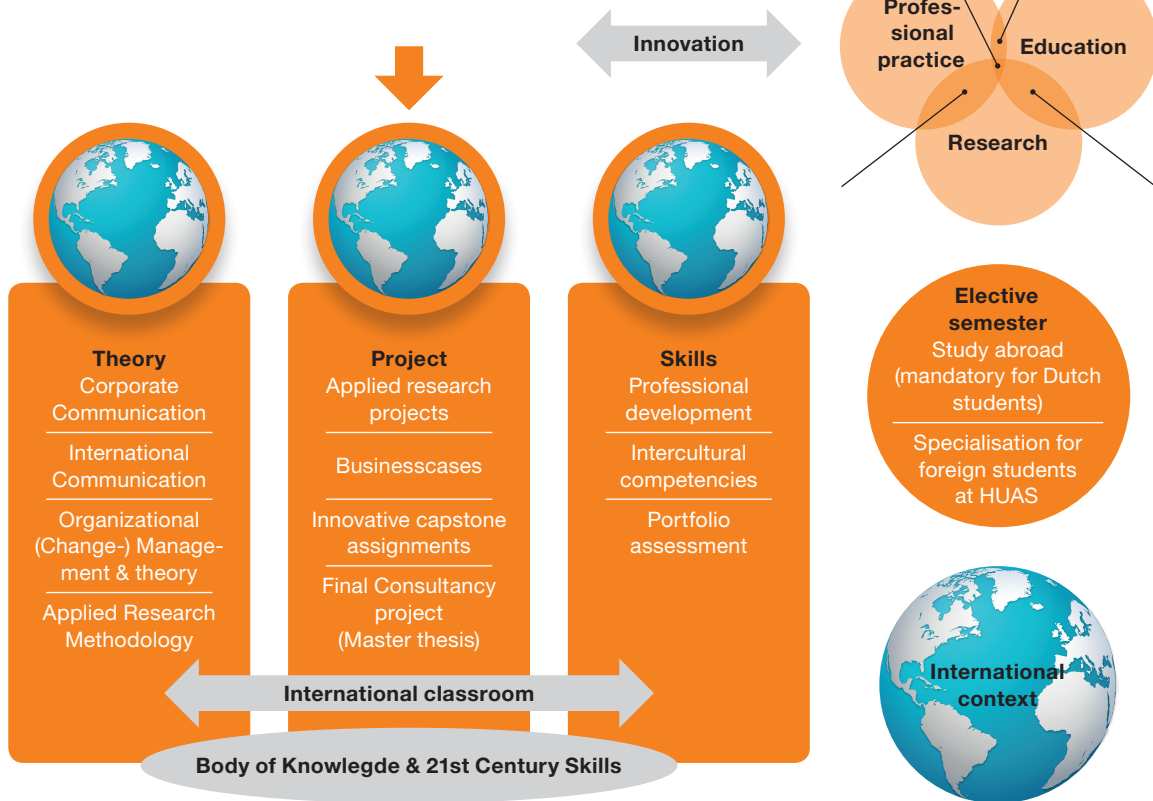 Innovation
Profes-
sional
practice
Education
Research
Theory
Corporate
Communication
International
Communication
Organizational
(Change-) Manage-
ment & theory
Applied Research
Methodology
Project
Applied research
projects
Businesscases
Innovative capstone
assignments
Final Consultancy
project
(Master thesis)
Skills
Professional
development
Intercultural
competencies
Portfolio
assessment
International classroom
Body of Knowlegde & 21st Century Skills
Elective
semester
Study abroad
(mandatory for Dutch
students)
Specialisation for
foreign students
at HUAS
International
context